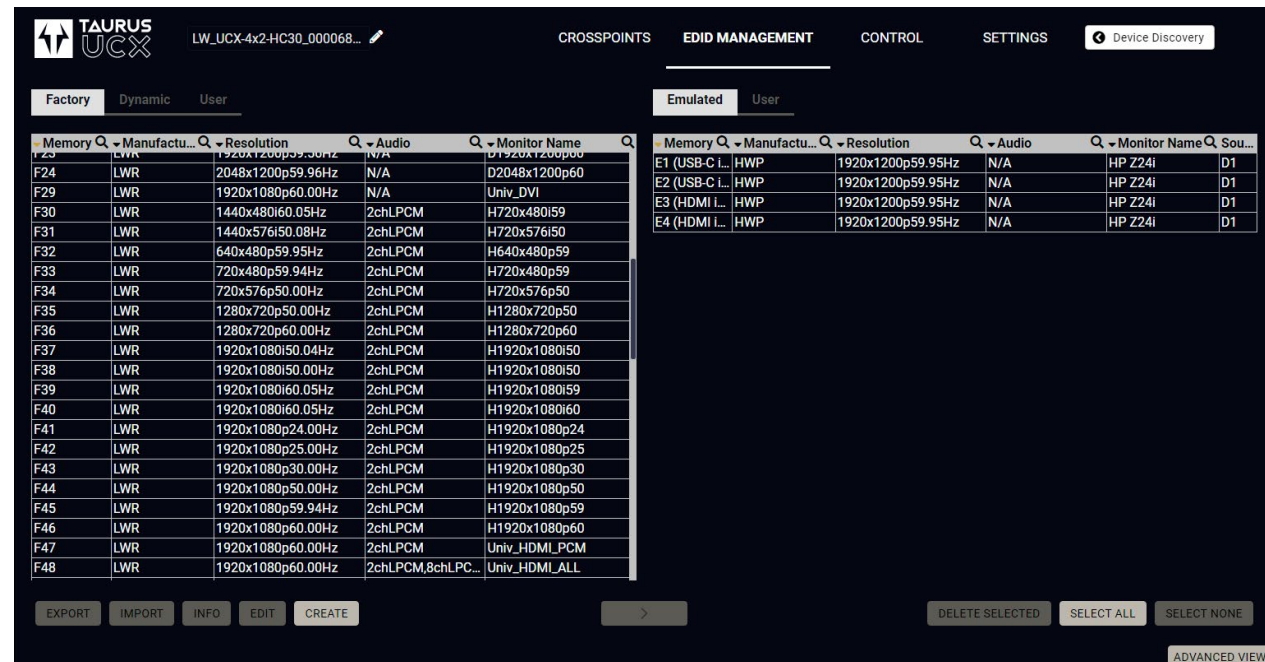 TAURUS
UCX
LW_UCX-4x2-HC30_000068...
CROSSPOINTS EDID MANAGEMENT CONTROL SETTINGS Device Discovery
Factory Dynamic User
Emulated User
Memory Manufactu... Resolution Audio Monitor Name
F23 LWR 1920x1200p59.50Hz N/A D1920x1200p60
F24 LWR 2048x1200p59.96Hz N/A D2048x1200p60
F29 LWR 1920x1080p60.00Hz N/A Univ_DVI
F30 LWR 1440x480i60.05Hz 2chLPCM H720x480i59
F31 LWR 1440x576i50.08Hz 2chLPCM H720x576i50
F32 LWR 640x480p59.95Hz 2chLPCM H640x480p59
F33 LWR 720x480p59.94Hz 2chLPCM H720x480p59
F34 LWR 720x576p50.00Hz 2chLPCM H720x576p50
F35 LWR 1280x720p50.00Hz 2chLPCM H1280x720p50
F36 LWR 1280x720p60.00Hz 2chLPCM H1280x720p60
F37 LWR 1920x1080i50.04Hz 2chLPCM H1920x1080i50
F38 LWR 1920x1080i50.00Hz 2chLPCM H1920x1080i50
F39 LWR 1920x1080i60.05Hz 2chLPCM H1920x1080i59
F40 LWR 1920x1080i60.05Hz 2chLPCM H1920x1080i60
F41 LWR 1920x1080p24.00Hz 2chLPCM H1920x1080p24
F42 LWR 1920x1080p25.00Hz 2chLPCM H1920x1080p25
F43 LWR 1920x1080p30.00Hz 2chLPCM H1920x1080p30
F44 LWR 1920x1080p50.00Hz 2chLPCM H1920x1080p50
F45 LWR 1920x1080p59.94Hz 2chLPCM H1920x1080p59
F46 LWR 1920x1080p60.00Hz 2chLPCM H1920x1080p60
F47 LWR 1920x1080p60.00Hz 2chLPCM Univ_HDMI_PCM
F48 LWR 1920x1080p60.00Hz 2chLPCM,8chLPC... Univ_HDMI_ALL
Memory Manufactu... Resolution Audio Monitor Name Sou...
E1 (USB-C i... HWP 1920x1200p59.95Hz N/A HP Z24i D1
E2 (USB-C i... HWP 1920x1200p59.95Hz N/A HP Z24i D1
E3 (HDMI i... HWP 1920x1200p59.95Hz N/A HP Z24i D1
E4 (HDMI i... HWP 1920x1200p59.95Hz N/A HP Z24i D1
EXPORT IMPORT INFO EDIT CREATE > DELETE SELECTED SELECT ALL SELECT NONE
ADVANCED VIEW